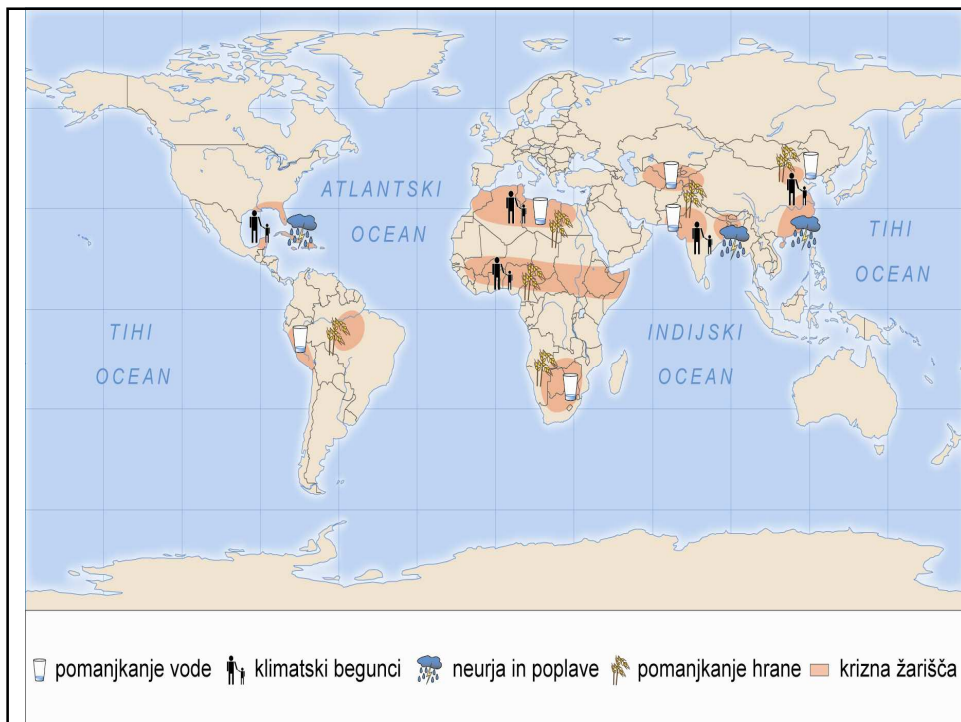 ATLANTSKI
OCEAN
TIHI
OCEAN
TIHI
OCEAN
INDIJSKI
OCEAN
pomanjkanje vode klimatski begunci neurja in poplave pomanjkanje hrane krizna žarišča